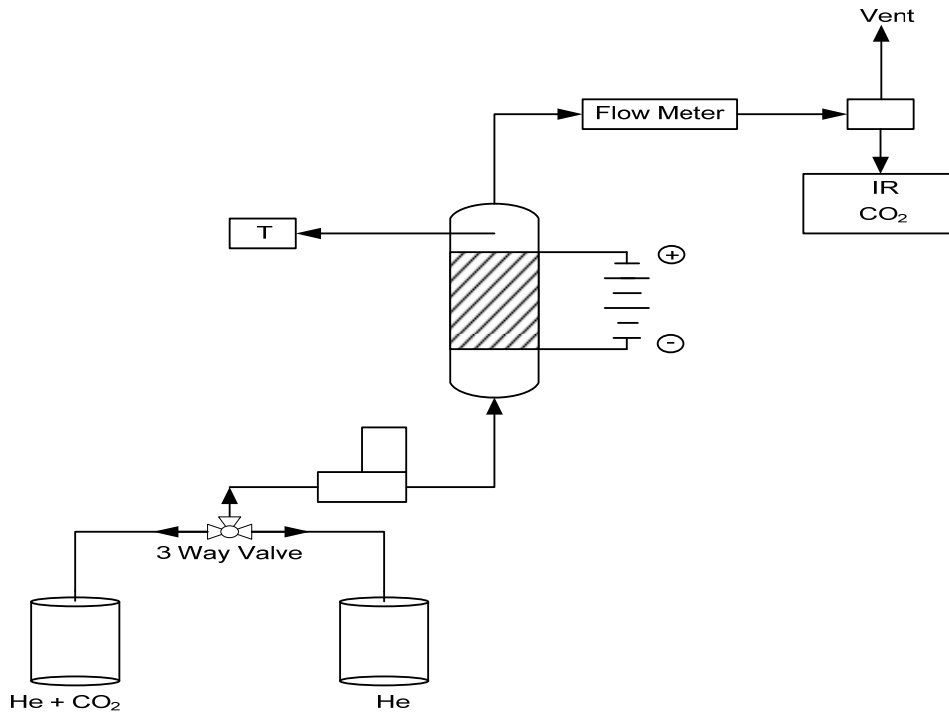 Vent
Flow Meter
IR
CO₂
T
+
-
3 Way Valve
He + CO₂
He